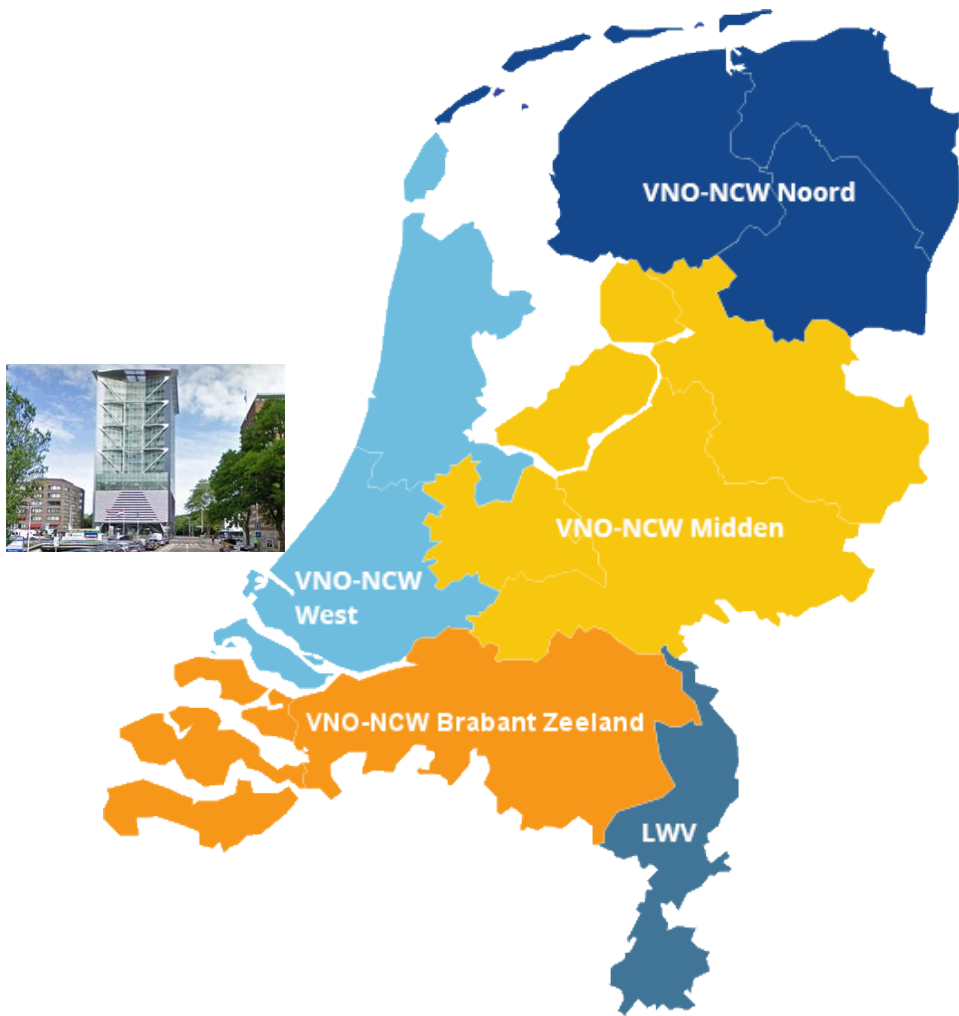 VNO-NCW Noord
VNO-NCW Midden
VNO-NCW
West
VNO-NCW Brabant Zeeland
LWV